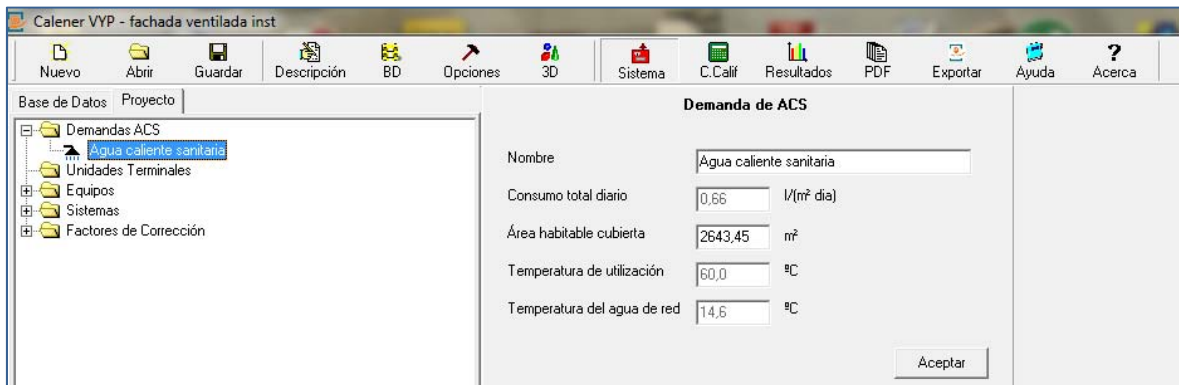 Calener VYP - fachada ventilada inst
Nuevo Abrir Guardar Descripción BD Opciones 3D Sistema C.Calif Resultados PDF Exportar Ayuda Acerca
Base de Datos Proyecto
Demandas ACS
Agua caliente sanitaria
Unidades Terminales
Equipos
Sistemas
Factores de Corrección
Demanda de ACS
Nombre Agua caliente sanitaria
Consumo total diario 0,66 l/(m² dia)
Área habitable cubierta 2643,45 m²
Temperatura de utilización 60,0 ºC
Temperatura del agua de red 14,6 ºC
Aceptar